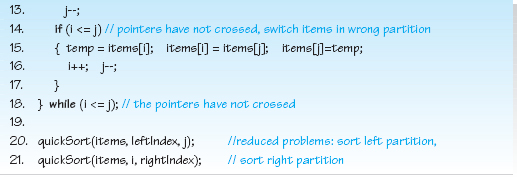 13. j--;
14. if (i <= j) // pointers have not crossed, switch items in wrong partition
15. { temp = items[i]; items[i] = items[j]; items[j]=temp;
16. i++; j--;
17. }
18. } while (i <= j); // the pointers have not crossed
19.
20. quickSort(items, leftIndex, j); //reduced problems: sort left partition,
21. quickSort(items, i, rightIndex); // sort right partition